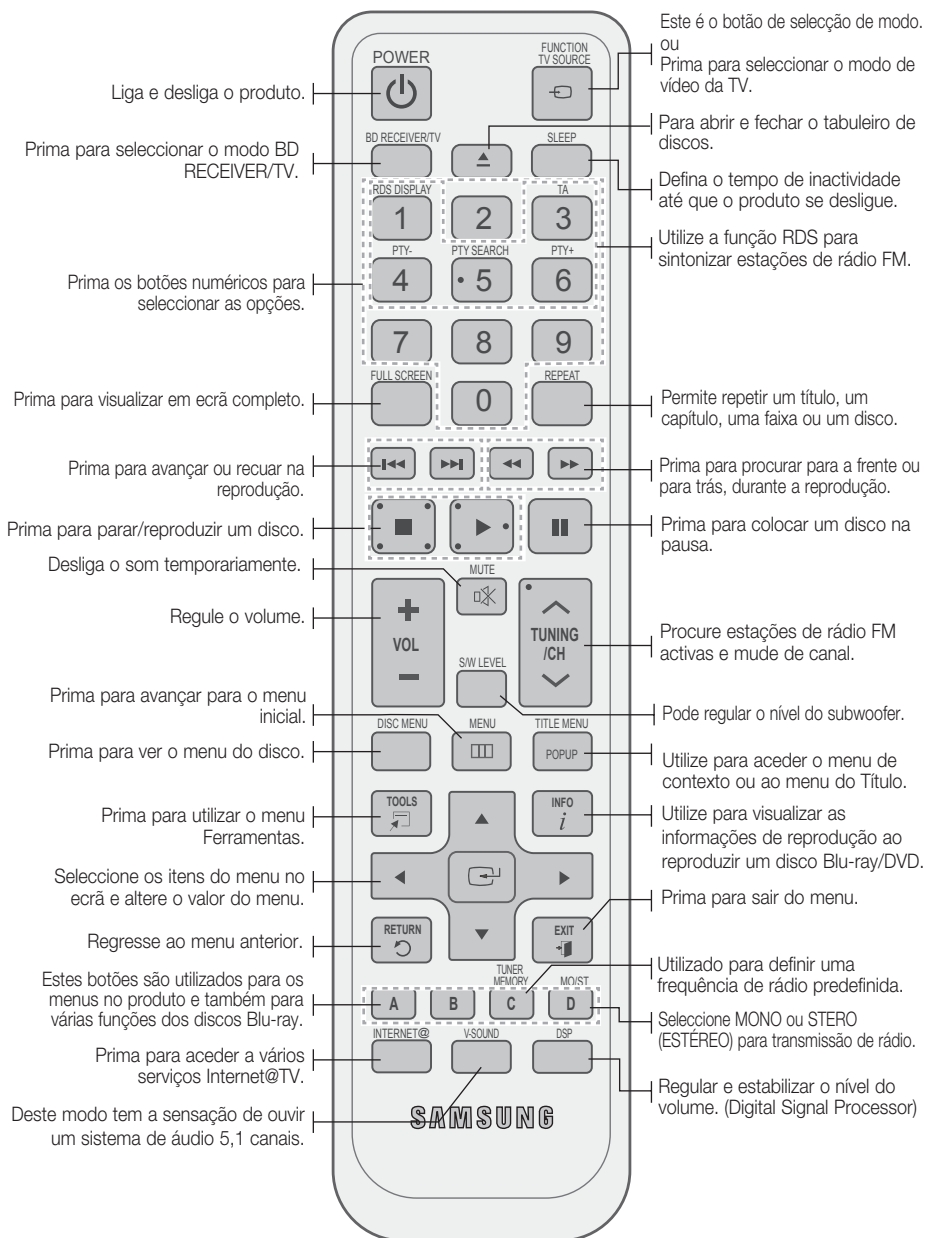 Este é o botão de selecção de modo.
ou
Prima para seleccionar o modo de
vídeo da TV.
POWER
FUNCTION
TV SOURCE
Liga e desliga o produto.
Para abrir e fechar o tabuleiro de
discos.
BD RECEIVER/TV
SLEEP
Prima para seleccionar o modo BD
RECEIVER/TV.
Defina o tempo de inactividade
até que o produto se desligue.
RDS DISPLAY
TA
1
2
3
Utilize a função RDS para
sintonizar estações de rádio FM.
PTY-
PTY SEARCH
PTY+
4
5
6
Prima os botões numéricos para
seleccionar as opções.
7
8
9
FULL SCREEN
REPEAT
0
Prima para visualizar em ecrã completo.
Permite repetir um título, um
capítulo, uma faixa ou um disco.
Prima para avançar ou recuar na
reprodução.
Prima para procurar para a frente ou
para trás, durante a reprodução.
Prima para parar/reproduzir um disco.
Prima para colocar um disco na
pausa.
Desliga o som temporariamente.
MUTE
Regule o volume.
+
VOL
−
TUNING
/CH
Procure estações de rádio FM
activas e mude de canal.
S/W LEVEL
Prima para avançar para o menu
inicial.
Pode regular o nível do subwoofer.
DISC MENU
MENU
TITLE MENU
POPUP
Prima para ver o menu do disco.
Utilize para aceder o menu de
contexto ou ao menu do Título.
TOOLS
INFO
i
Prima para utilizar o menu
Ferramentas.
Utilize para visualizar as
informações de reprodução ao
reproduzir um disco Blu-ray/DVD.
Seleccione os itens do menu no
ecrã e altere o valor do menu.
Prima para sair do menu.
RETURN
EXIT
Regresse ao menu anterior.
TUNER
MEMORY
MO/ST
Utilizado para definir uma
frequência de rádio predefinida.
Estes botões são utilizados para os
menus no produto e também para
várias funções dos discos Blu-ray.
A
B
C
D
Seleccione MONO ou STERO
(ESTÉREO) para transmissão de rádio.
INTERNET@
V-SOUND
DSP
Prima para aceder a vários
serviços Internet@TV.
Regular e estabilizar o nível do
volume. (Digital Signal Processor)
Deste modo tem a sensação de ouvir
um sistema de áudio 5,1 canais.
SAMSUNG